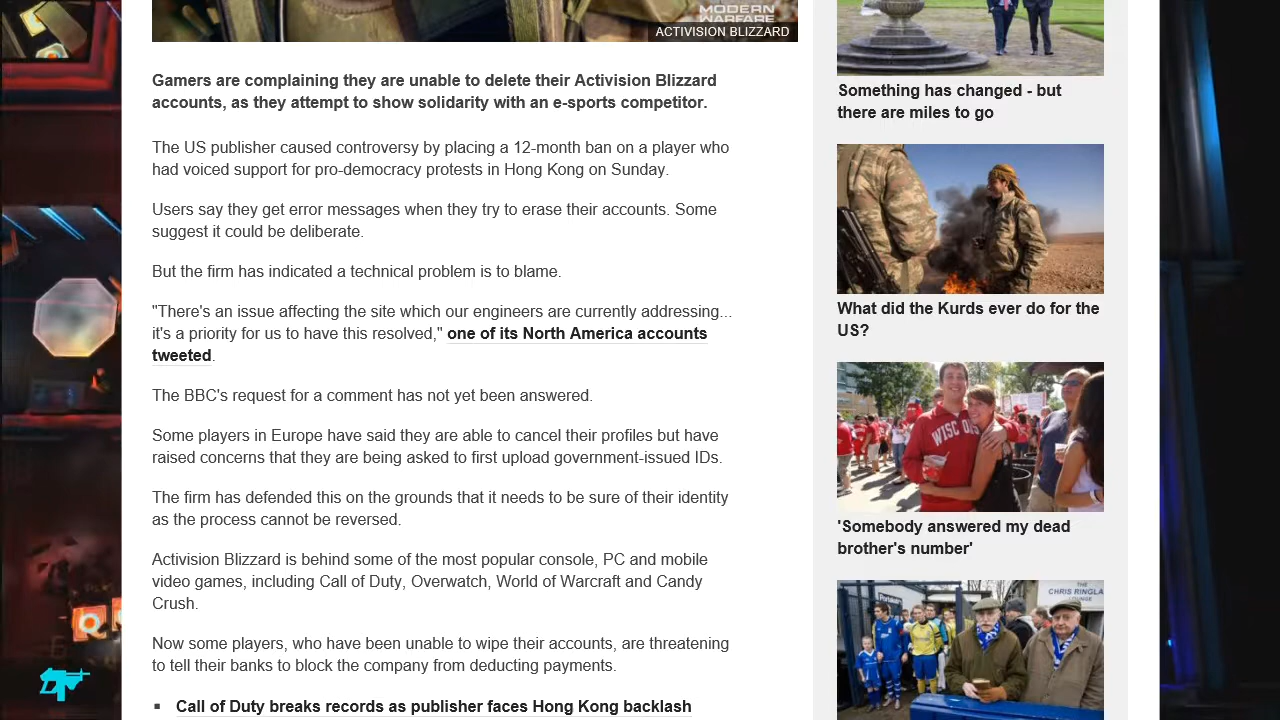 MODERN
WARFARE
ACTIVISION BLIZZARD
Gamers are complaining they are unable to delete their Activision Blizzard
accounts, as they attempt to show solidarity with an e-sports competitor.
The US publisher caused controversy by placing a 12-month ban on a player who
had voiced support for pro-democracy protests in Hong Kong on Sunday.
Users say they get error messages when they try to erase their accounts. Some
suggest it could be deliberate.
But the firm has indicated a technical problem is to blame.
"There's an issue affecting the site which our engineers are currently addressing...
it's a priority for us to have this resolved," one of its North America accounts
tweeted.
The BBC's request for a comment has not yet been answered.
Some players in Europe have said they are able to cancel their profiles but have
raised concerns that they are being asked to first upload government-issued IDs.
The firm has defended this on the grounds that it needs to be sure of their identity
as the process cannot be reversed.
Activision Blizzard is behind some of the most popular console, PC and mobile
video games, including Call of Duty, Overwatch, World of Warcraft and Candy
Crush.
Now some players, who have been unable to wipe their accounts, are threatening
to tell their banks to block the company from deducting payments.
▪ Call of Duty breaks records as publisher faces Hong Kong backlash
Something has changed - but
there are miles to go
What did the Kurds ever do for the
US?
'Somebody answered my dead
brother's number'
THE
CHRIS RINGLA